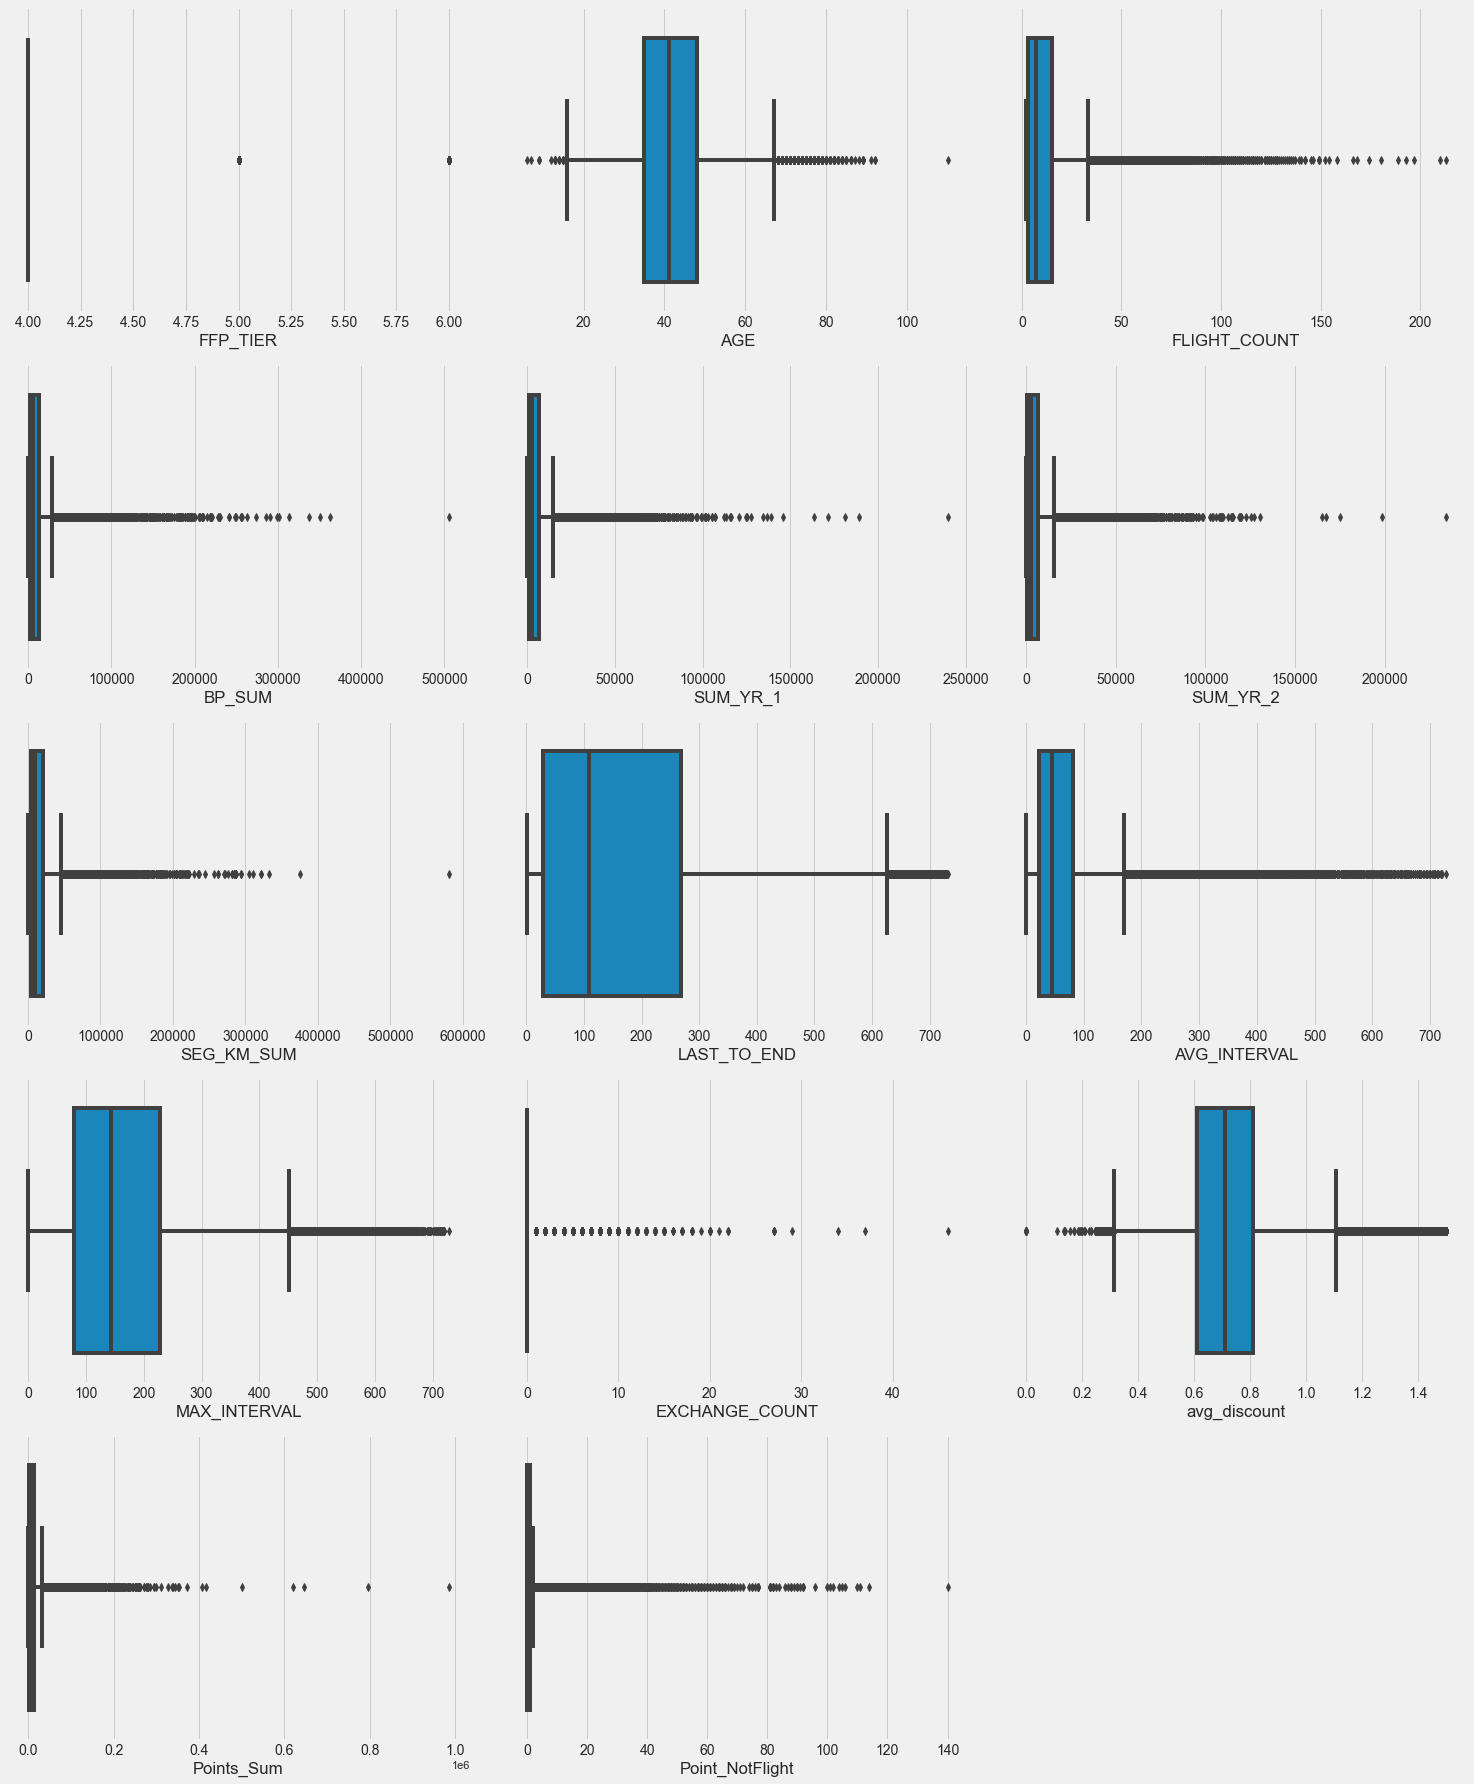 4.00 4.25 4.50 4.75 5.00 5.25 5.50 5.75 6.00
FFP_TIER
20 40 60 80 100
AGE
0 50 100 150 200
FLIGHT_COUNT
0 100000 200000 300000 400000 500000
BP_SUM
0 50000 100000 150000 200000 250000
SUM_YR_1
0 50000 100000 150000 200000
SUM_YR_2
0 100000 200000 300000 400000 500000 600000
SEG_KM_SUM
0 100 200 300 400 500 600 700
LAST_TO_END
0 100 200 300 400 500 600 700
AVG_INTERVAL
0 100 200 300 400 500 600 700
MAX_INTERVAL
0 10 20 30 40
EXCHANGE_COUNT
0.0 0.2 0.4 0.6 0.8 1.0 1.2 1.4
avg_discount
0.0 0.2 0.4 0.6 0.8 1.0
1e6
Points_Sum
0 20 40 60 80 100 120 140
Point_NotFlight